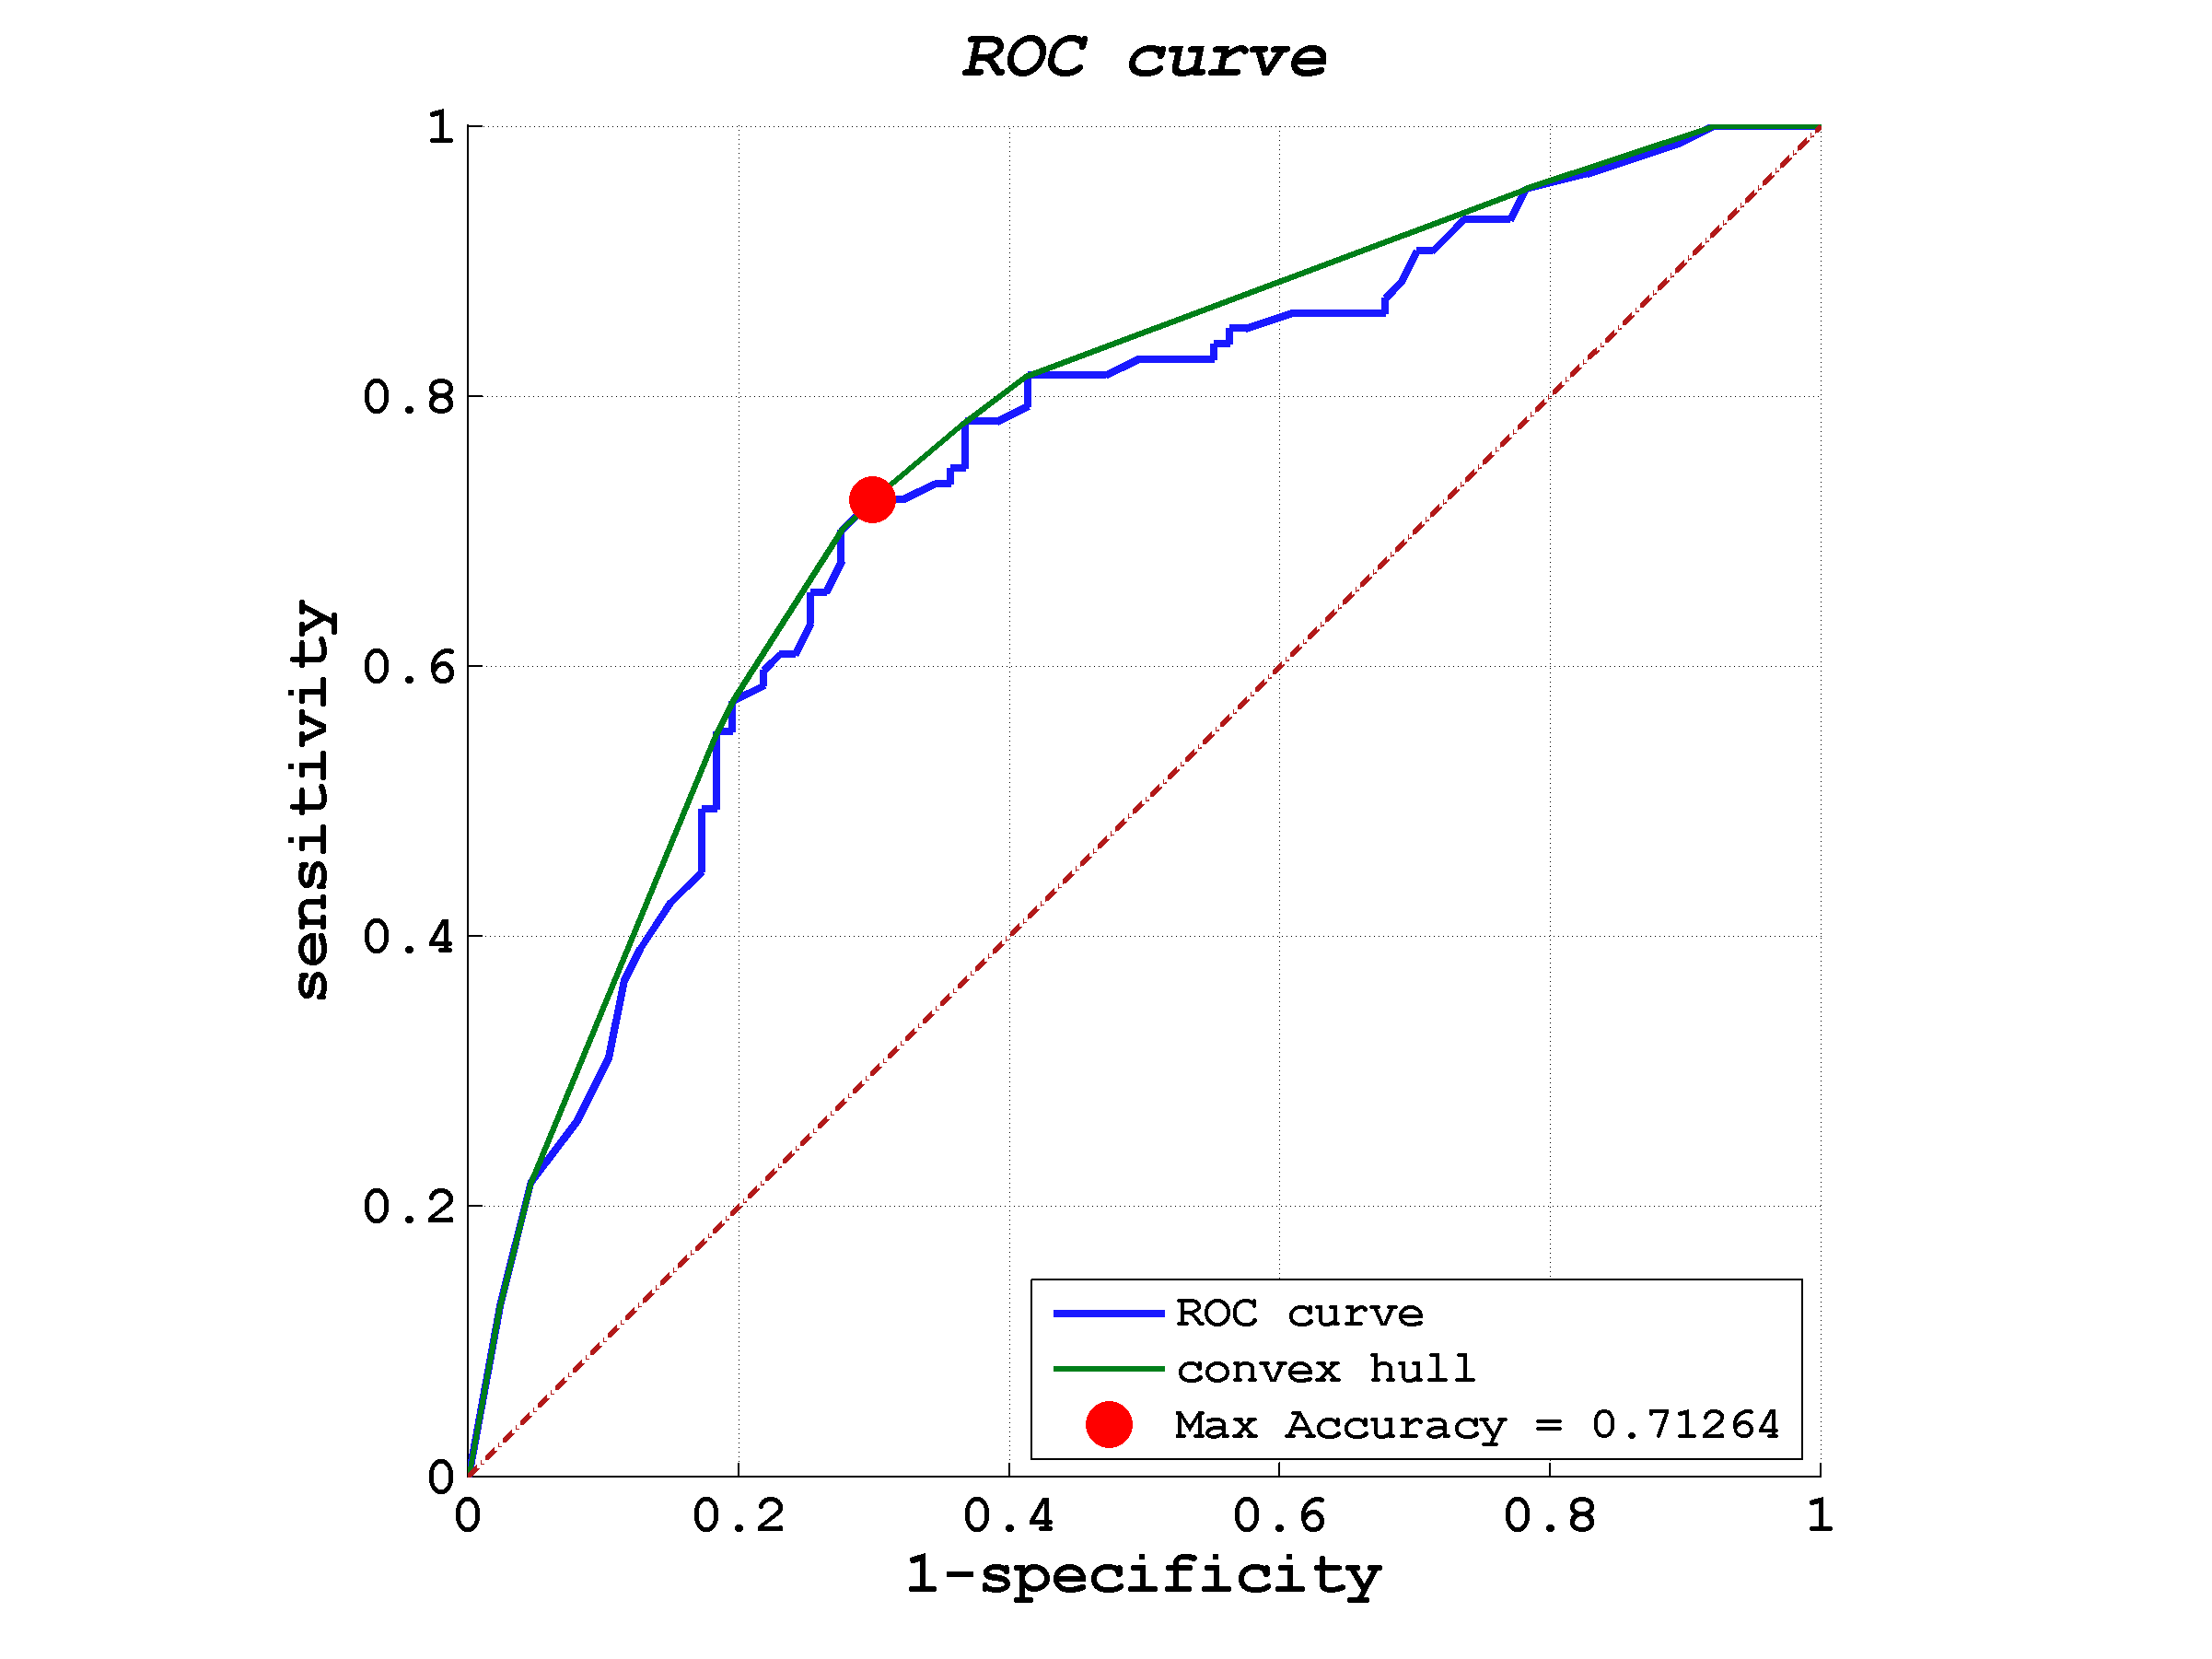 ROC curve
1
0.8
0.6
0.4
0.2
0
sensitivity
0 0.2 0.4 0.6 0.8 1
1-specificity
ROC curve
convex hull
Max Accuracy = 0.71264